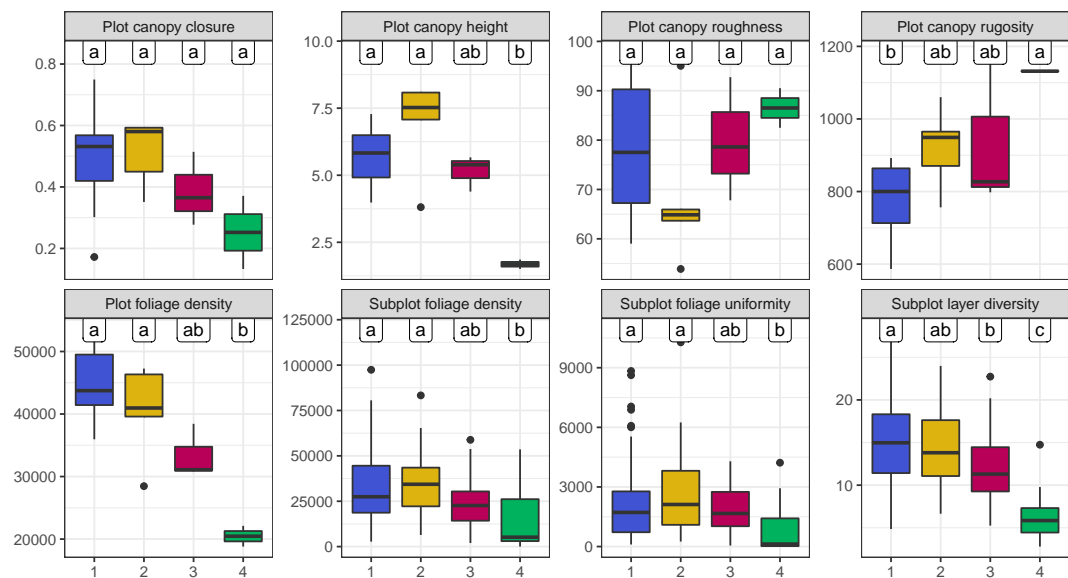 Plot canopy closure
Plot canopy height
Plot canopy roughness
Plot canopy rugosity
a a a a
a a ab b
a a a a
b ab ab a
0.8
0.6
0.4
0.2
10.0
7.5
5.0
2.5
100
90
80
70
60
1200
1000
800
600
Plot foliage density
Subplot foliage density
Subplot foliage uniformity
Subplot layer diversity
a a ab b
a a ab b
a a ab b
a ab b c
50000
40000
30000
20000
125000
100000
75000
50000
25000
0
9000
6000
3000
0
20
10
1 2 3 4
1 2 3 4
1 2 3 4
1 2 3 4